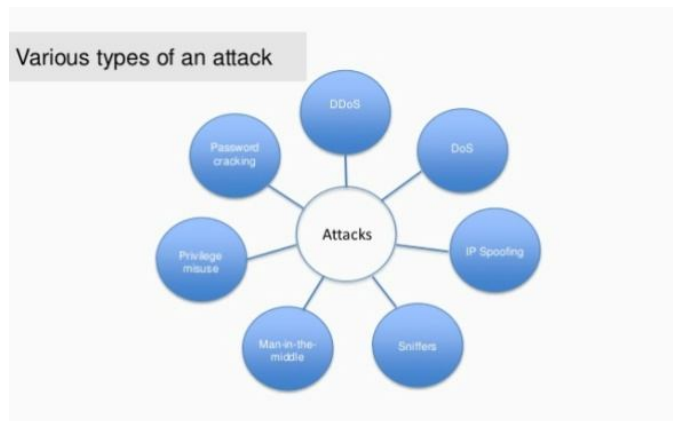 Various types of an attack
DDoS
DoS
IP Spoofing
Sniffers
Man-in-the-
middle
Privilege
misuse
Password
cracking
Attacks